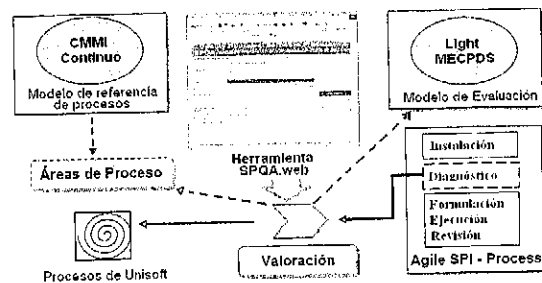 CMMI
Continuo
Modelo de referencia
de procesos
Light
MECPDS
Modelo de Evaluación
Herramienta
SPQA.web
Áreas de Proceso
Instalación
Diagnóstico
Formulación
Ejecución
Revisión
Agile SPI - Process
Procesos de Unisoft
Valoración